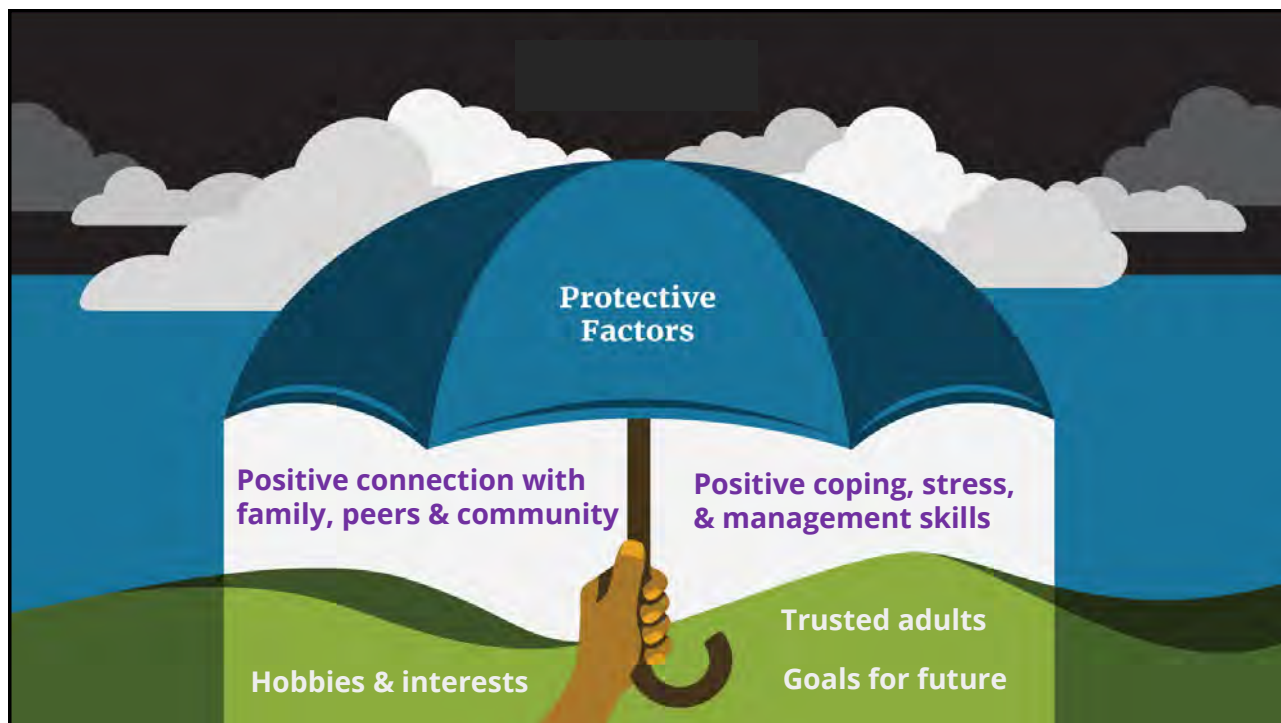 Protective
Factors
Positive connection with
family, peers & community
Positive coping, stress,
& management skills
Trusted adults
Hobbies & interests
Goals for future